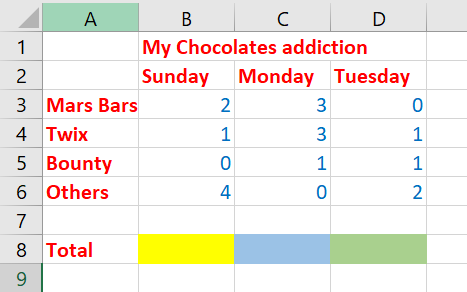 A B C D
1 My Chocolates addiction
2 Sunday Monday Tuesday
3 Mars Bars 2 3 0
4 Twix 1 3 1
5 Bounty 0 1 1
6 Others 4 0 2
7
8 Total
9